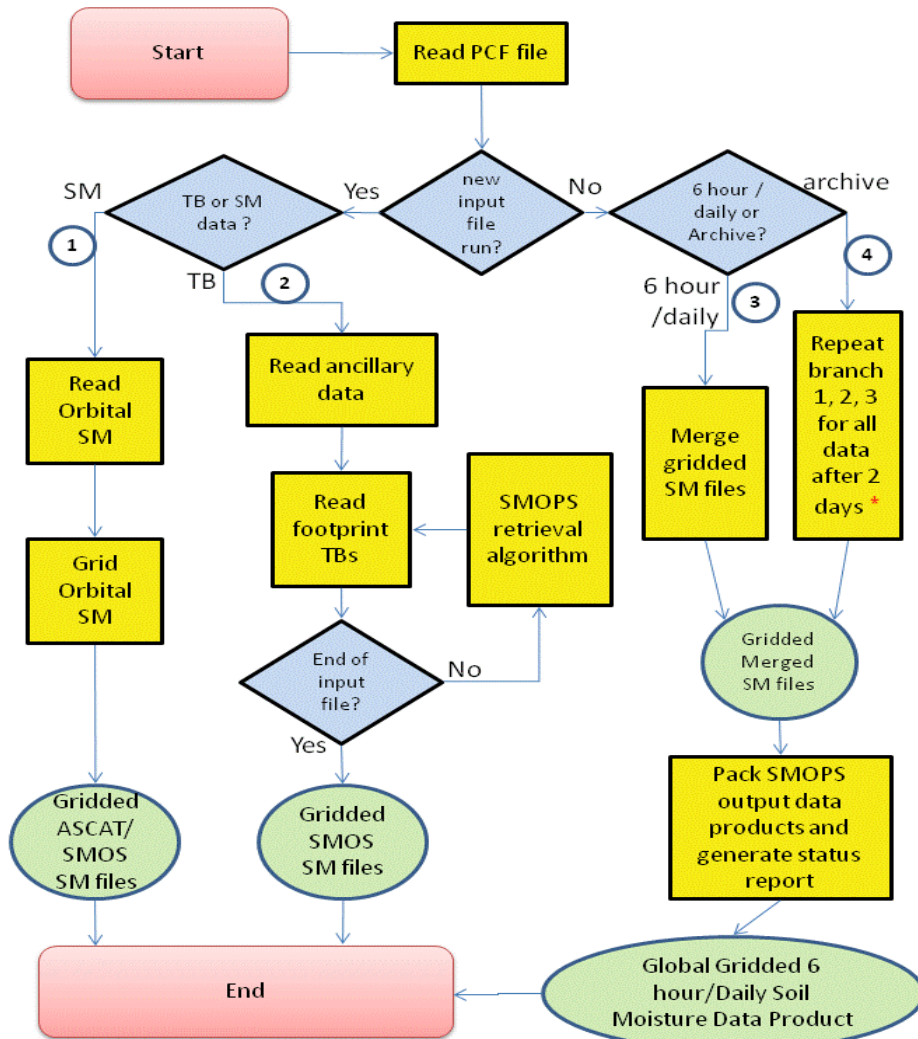 Start
Read PCF file
SM
TB or SM
data ?
Yes
new
input
file
run?
No
6 hour /
daily or
Archive?
archive
1
TB
2
6 hour
/daily
3
4
Read
Orbital
SM
Read ancillary
data
Merge
gridded
SM files
Repeat
branch
1, 2, 3
for all
data
after 2
days *
Read
footprint
TBs
SMOPS
retrieval
algorithm
Grid
Orbital
SM
End of
input
file?
No
Yes
Gridded
Merged
SM files
Gridded
ASCAT/
SMOS
SM files
Gridded
SMOS
SM files
Pack SMOPS
output data
products and
generate status
report
End
Global Gridded 6
hour/Daily Soil
Moisture Data Product